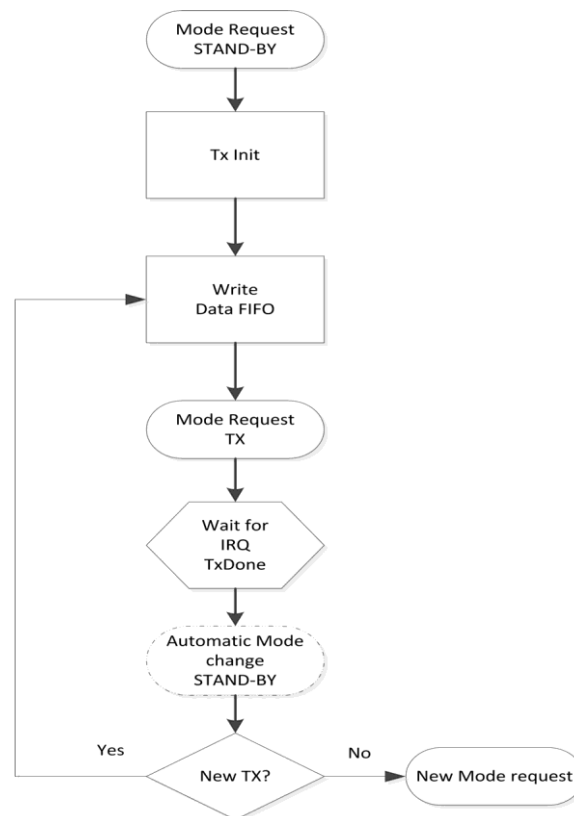 Mode Request
STAND-BY
Tx Init
Write
Data FIFO
Mode Request
TX
Wait for
IRQ
TxDone
Automatic Mode
change
STAND-BY
Yes
New TX?
No
New Mode request